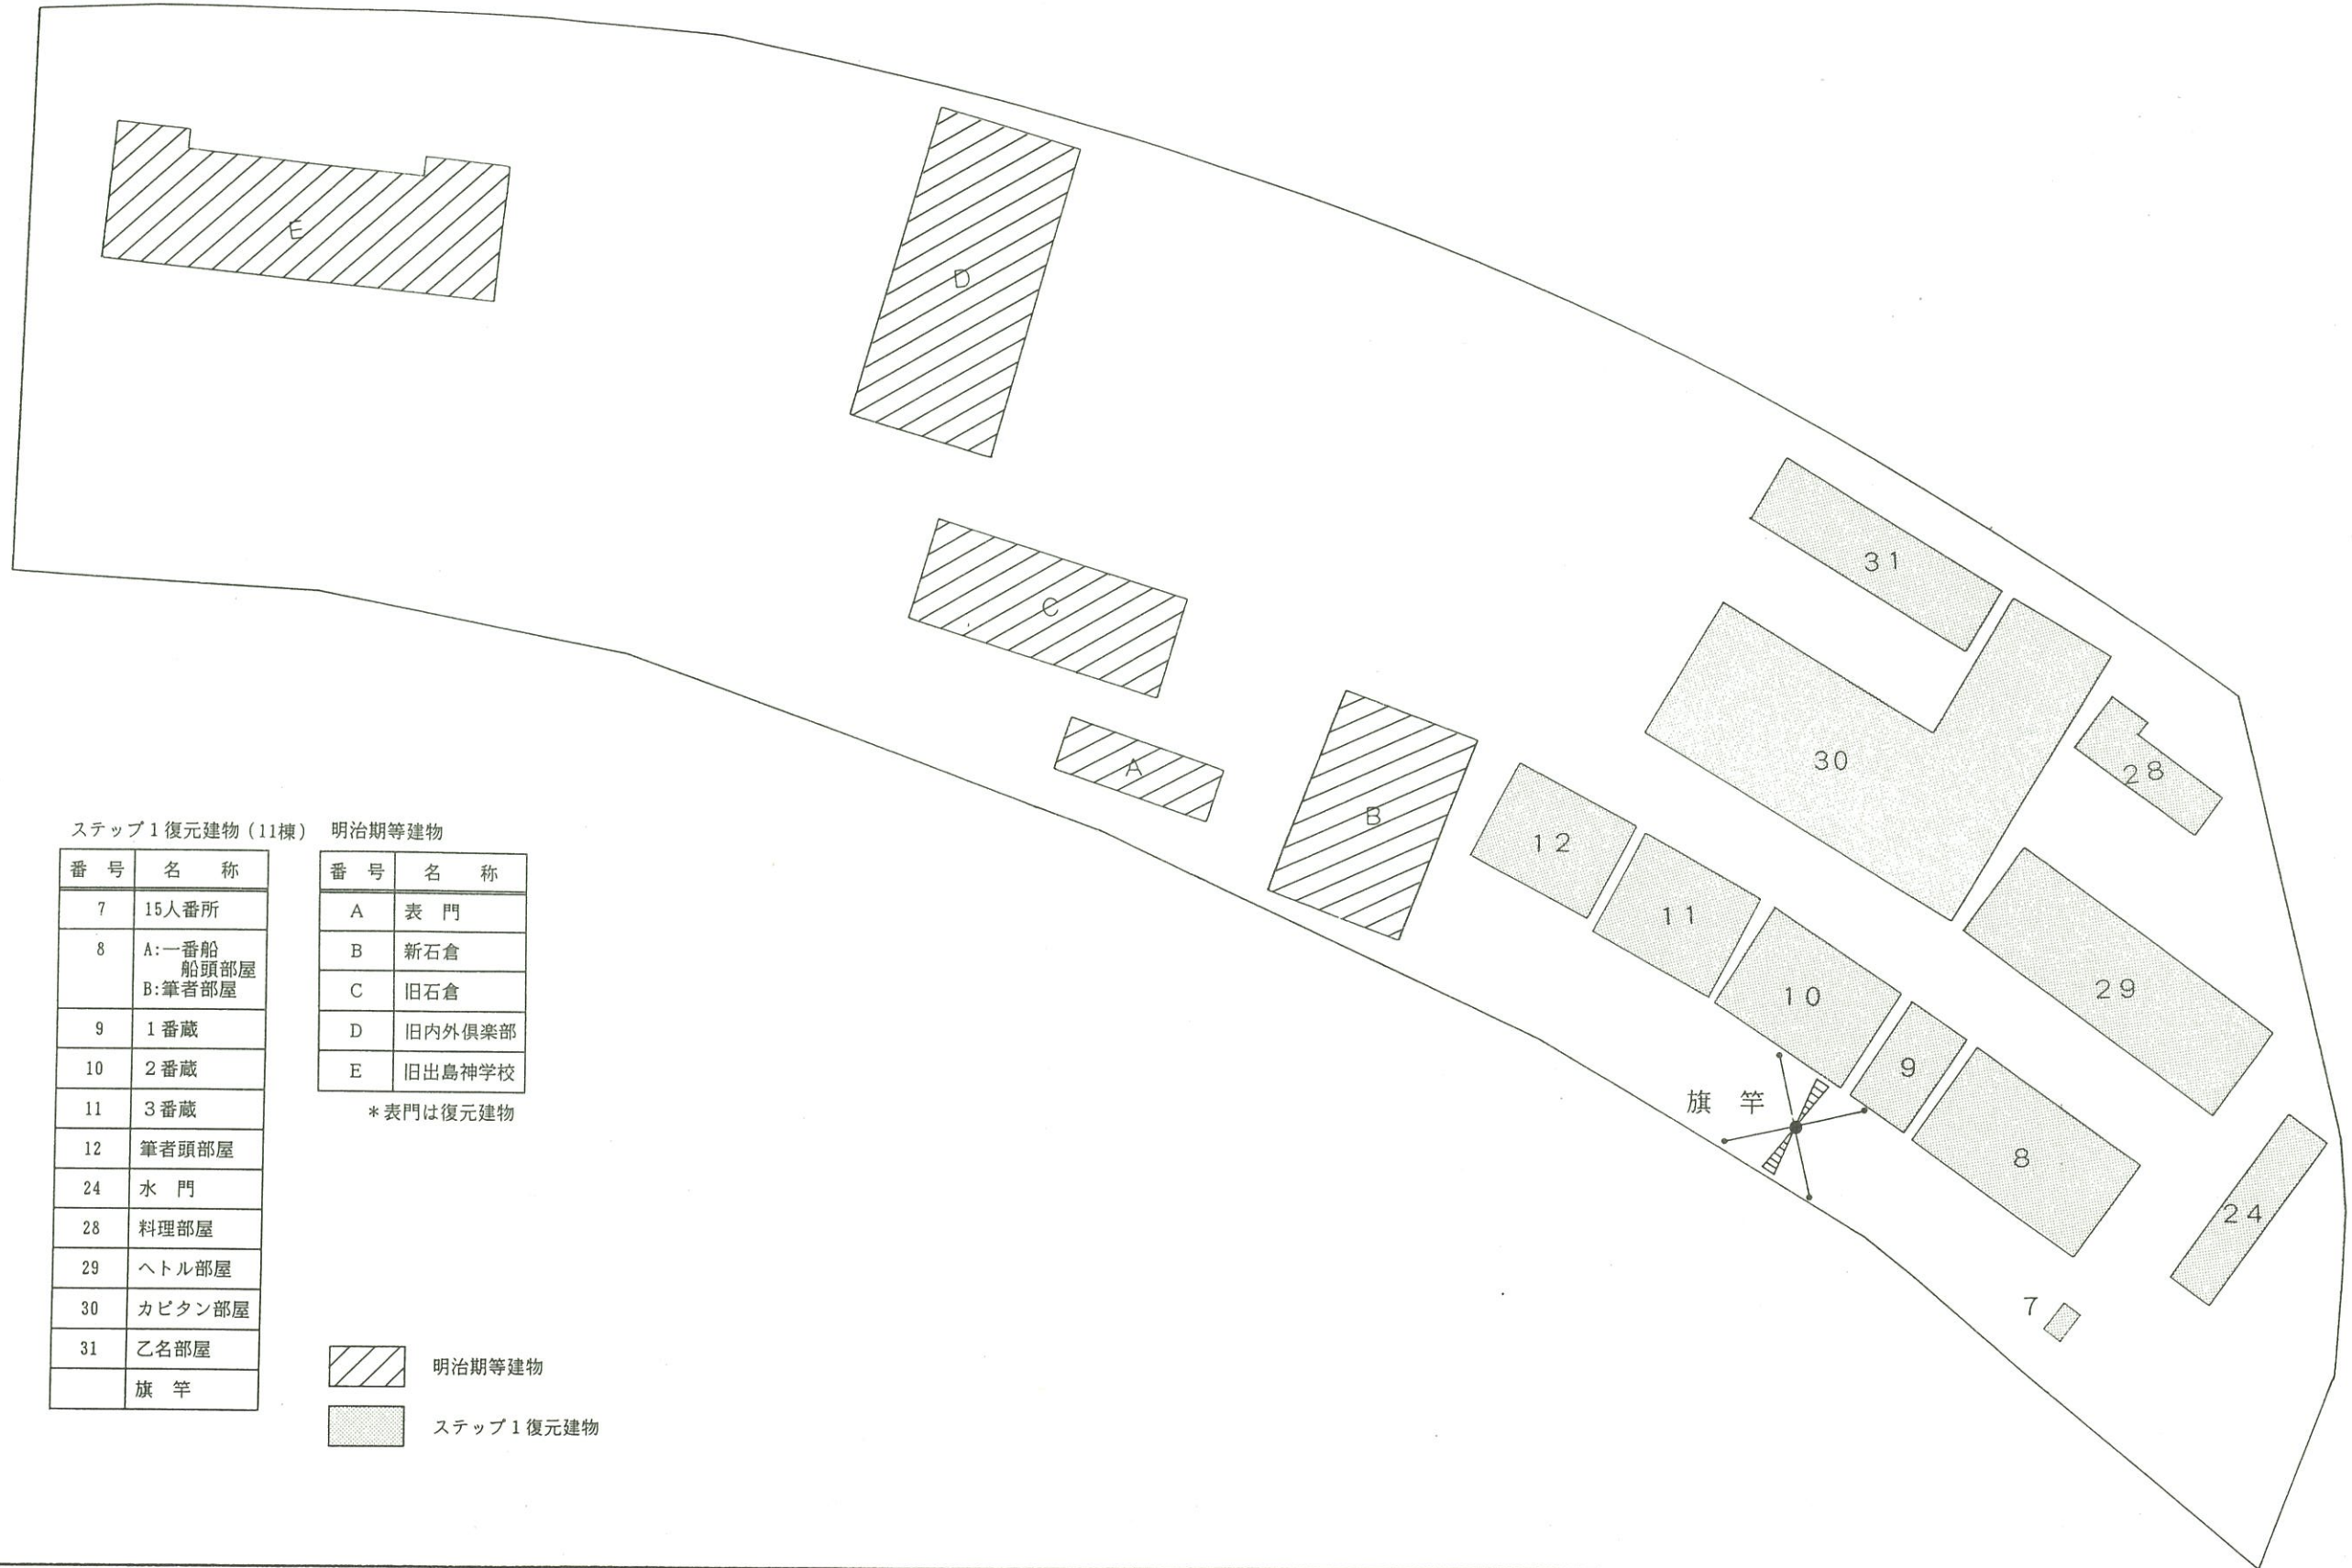 E
D
C
A
B
31
30
28
12
11
10
9
29
8
24
7
旗 竿
ステップ1復元建物(11棟)
番 号 名 称
7 15人番所
8 A:一番船
船頭部屋
B:筆者部屋
9 1番蔵
10 2番蔵
11 3番蔵
12 筆者頭部屋
24 水 門
28 料理部屋
29 ヘトル部屋
30 カピタン部屋
31 乙名部屋
旗 竿
明治期等建物
番 号 名 称
A 表 門
B 新石倉
C 旧石倉
D 旧内外倶楽部
E 旧出島神学校
*表門は復元建物
明治期等建物
ステップ1復元建物